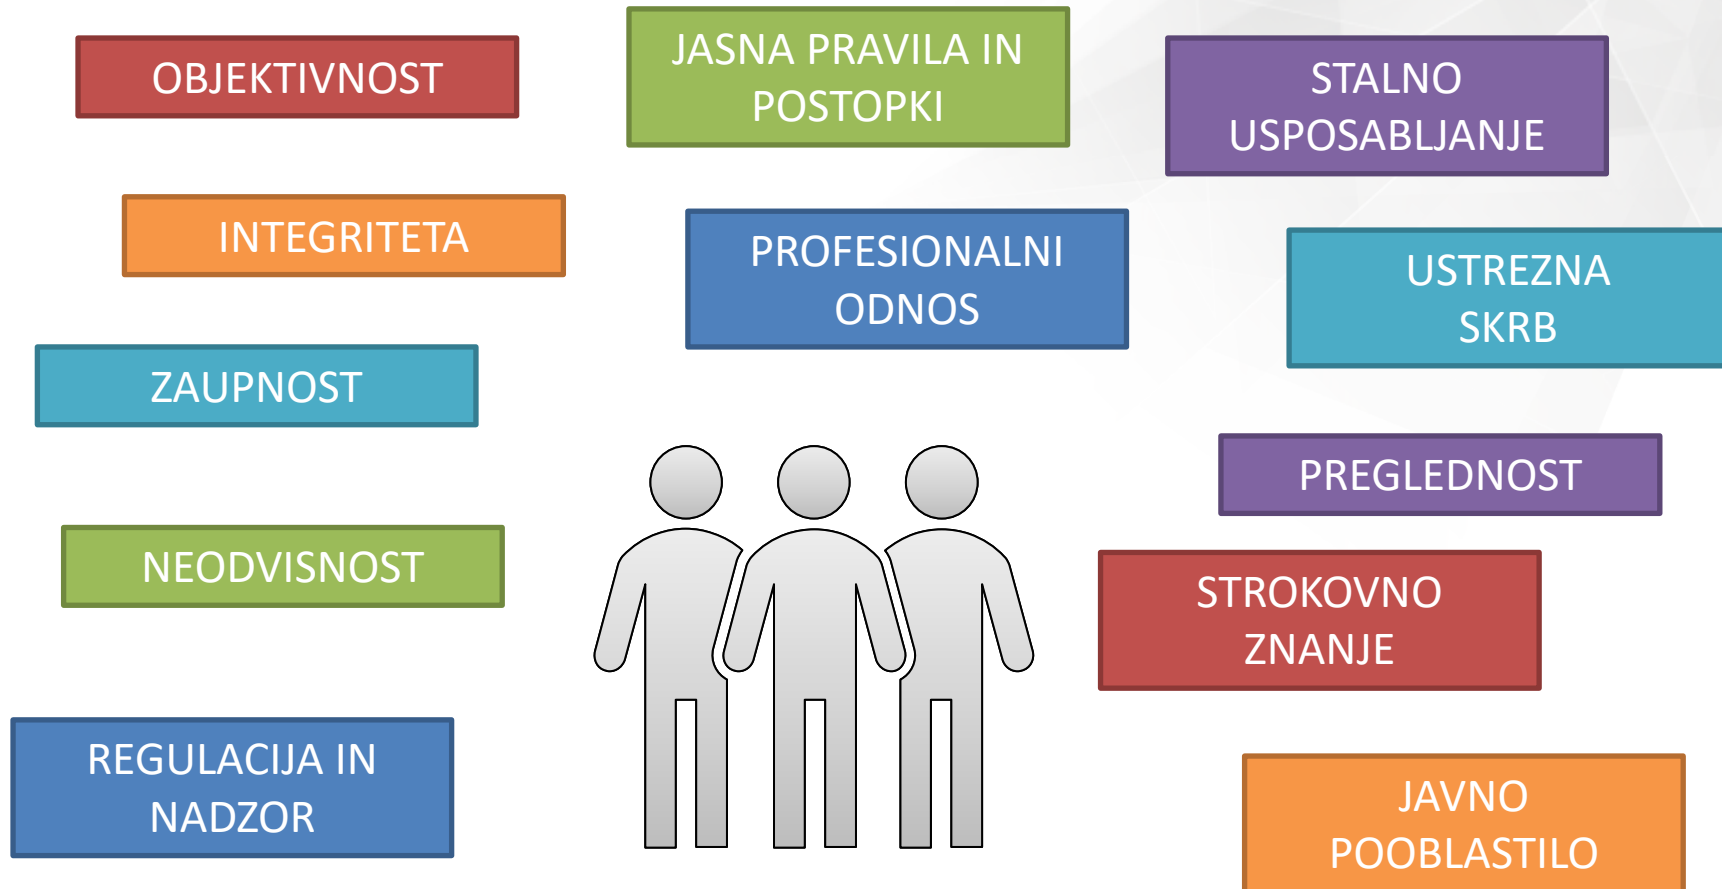 OBJEKTIVNOST
JASNA PRAVILA IN
POSTOPKI
STALNO
USPOSABLJANJE
INTEGRITETA
PROFESIONALNI
ODNOS
USTREZNA
SKRB
ZAUPNOST
PREGLEDNOST
NEODVISNOST
STROKOVNO
ZNANJE
REGULACIJA IN
NADZOR
JAVNO
POOBLASTILO